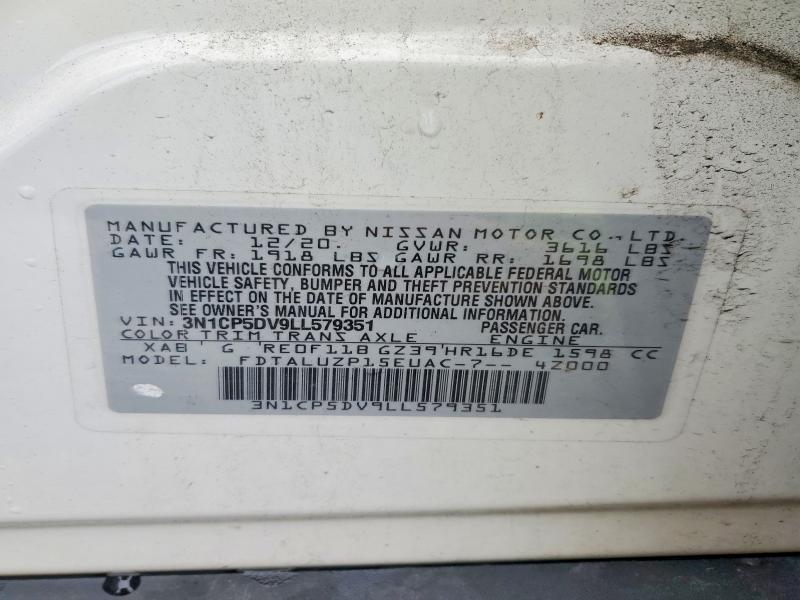 MANUFACTURED BY NISSAN MOTOR CO., LTD.
DATE: 12/20. GVWR: 3616 LBS
GAWR FR: 1918 LBS GAWR RR: 1698 LBS
THIS VEHICLE CONFORMS TO ALL APPLICABLE FEDERAL MOTOR
VEHICLE SAFETY, BUMPER AND THEFT PREVENTION STANDARDS
IN EFFECT ON THE DATE OF MANUFACTURE SHOWN ABOVE.
SEE OWNER'S MANUAL FOR ADDITIONAL INFORMATION.
VIN: 3N1CP5DV9LL579351 PASSENGER CAR.
COLOR TRIM TRANS AXLE ENGINE
XAB' G 'RE0F11B GZ39'HR16DE 1598 CC
MODEL: FDTALUZP15EUAC-7-- 4Z000
3N1CP5DV9LL579351